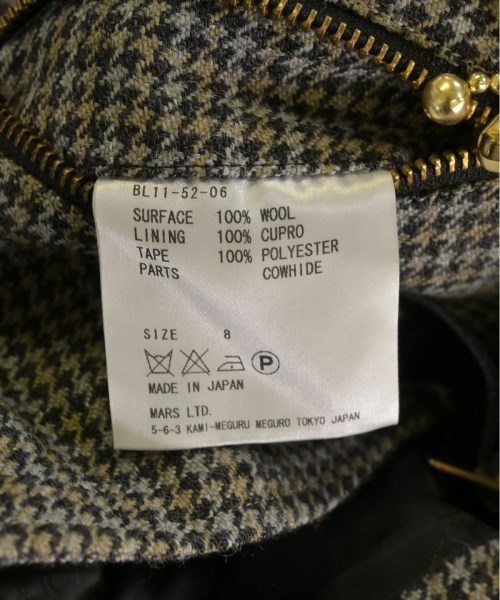 BL11-52-06
SURFACE 100% WOOL
LINING 100% CUPRO
TAPE 100% POLYESTER
PARTS COWHIDE
SIZE 8
P
MADE IN JAPAN
MARS LTD.
5-6-3 KAMI-MEGURU MEGURO TOKYO JAPAN